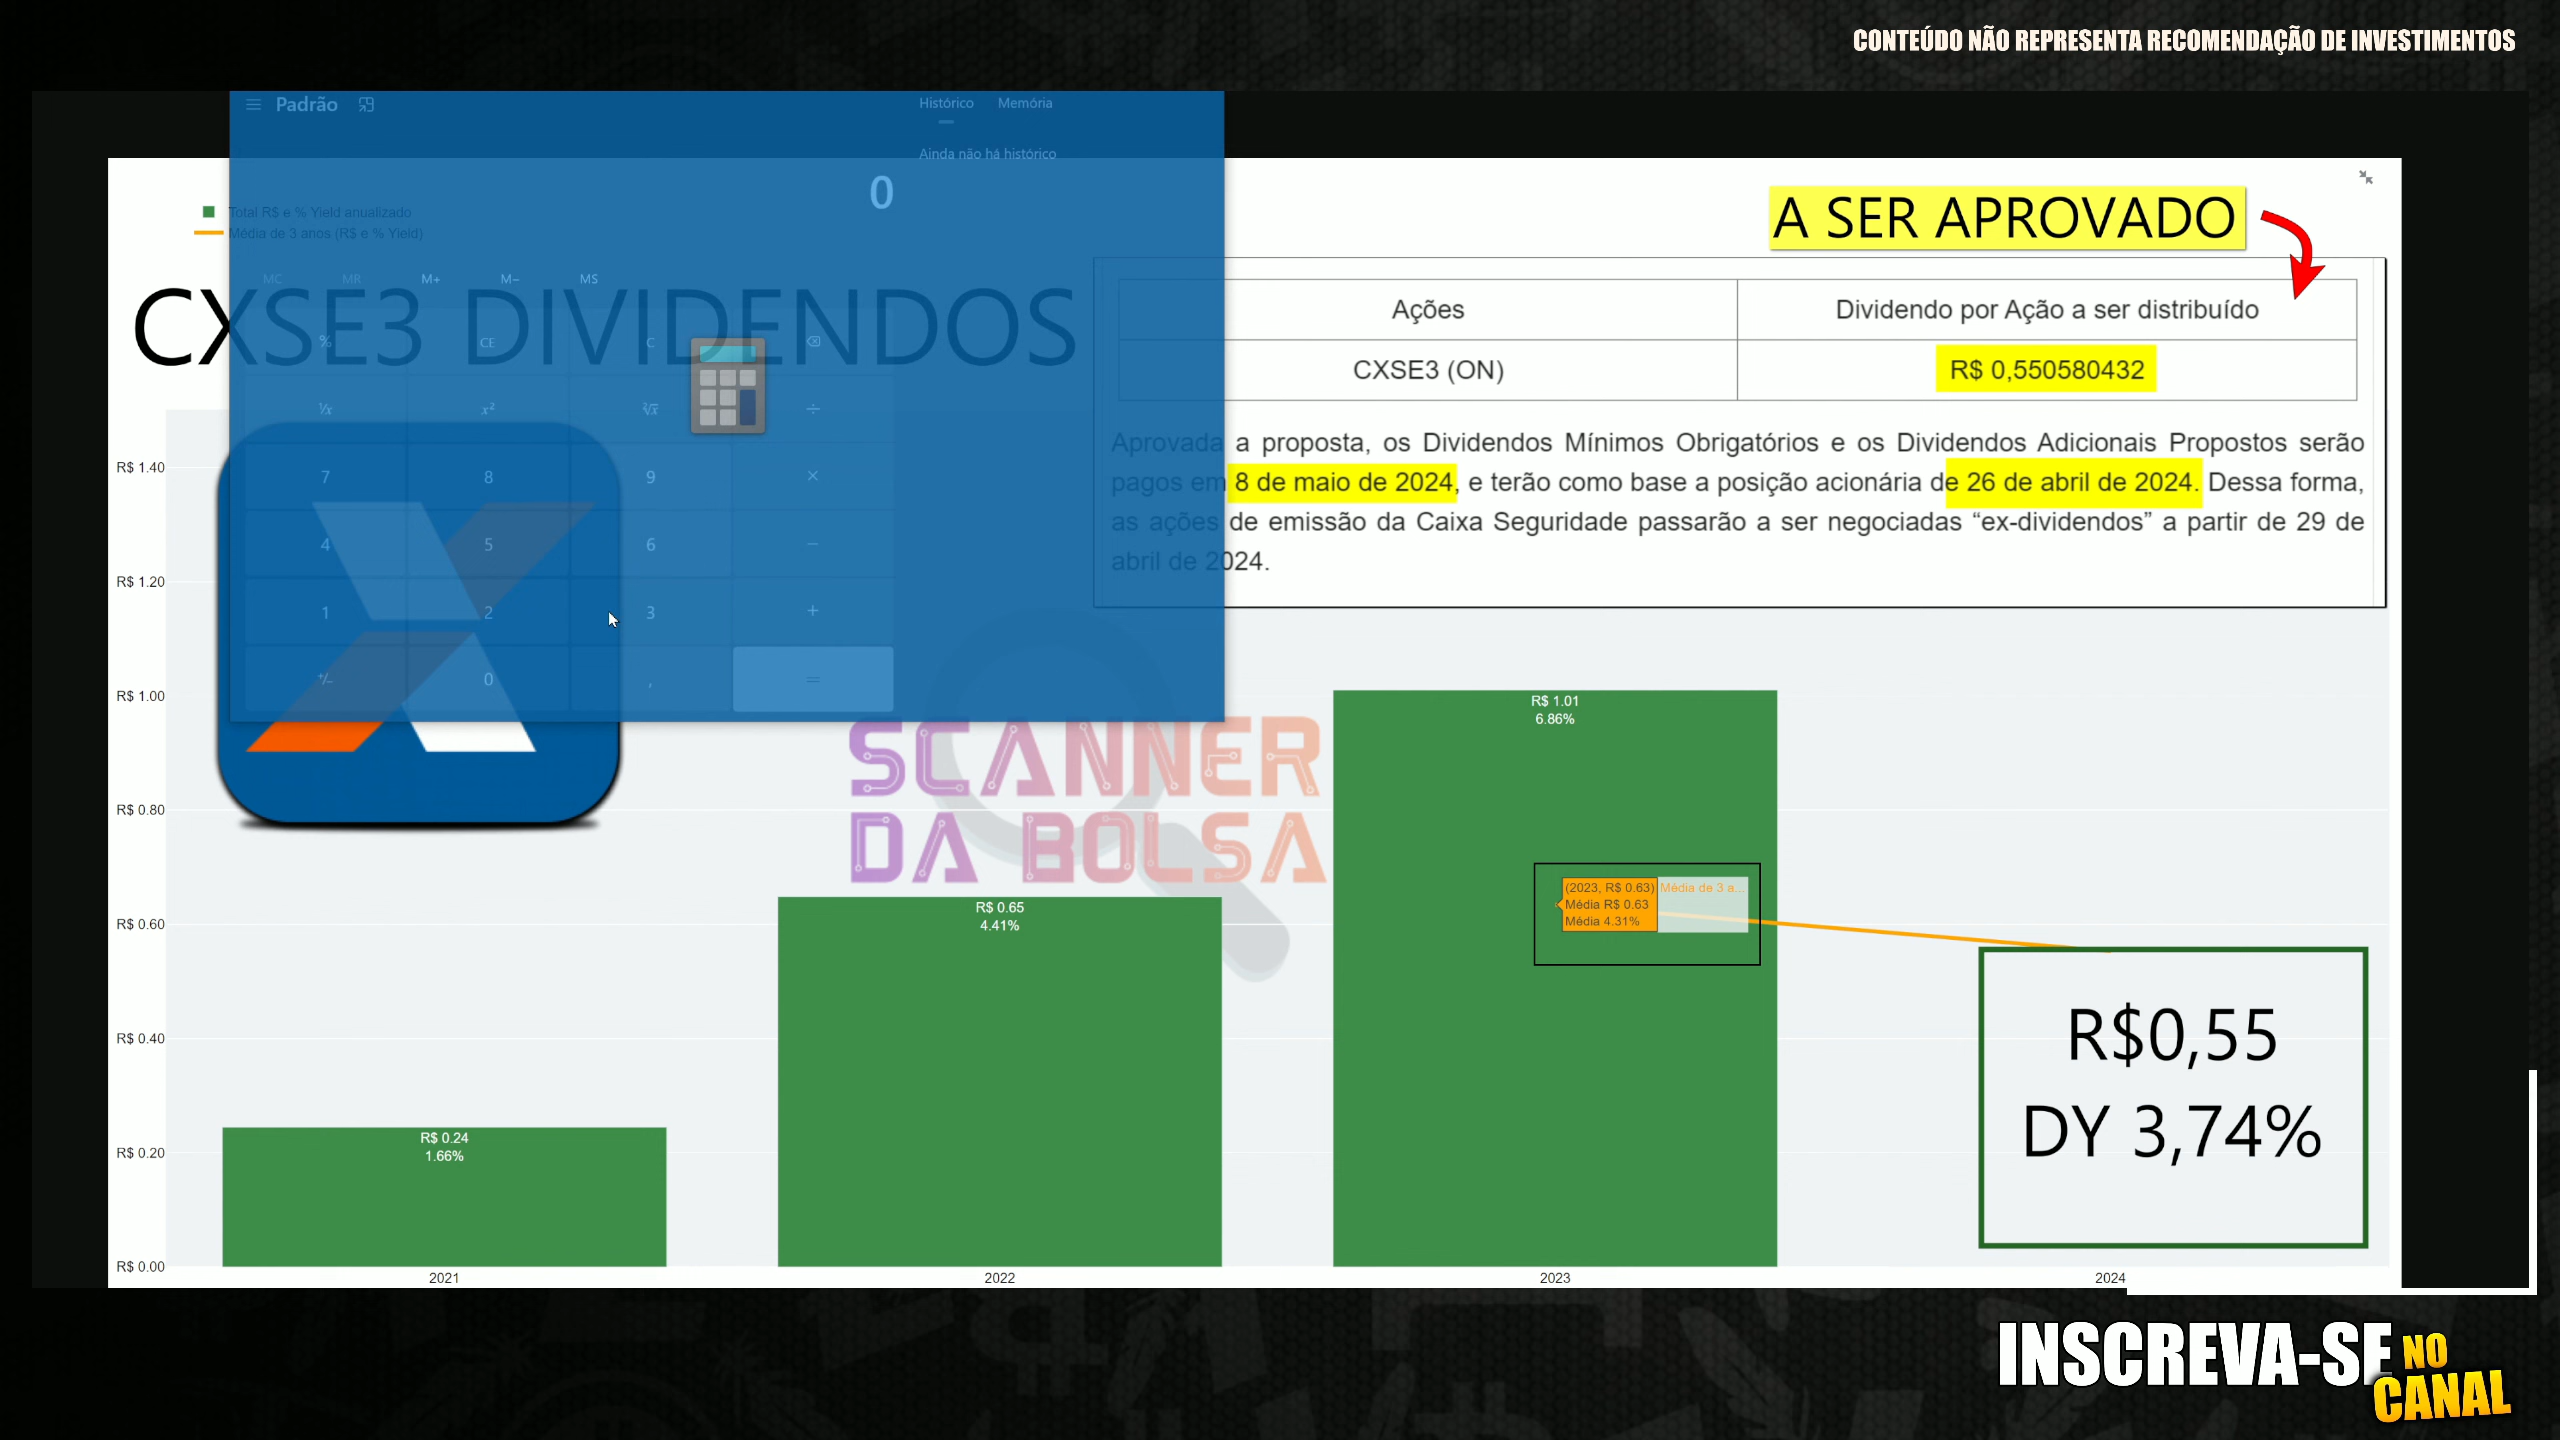 CONTEÚDO NÃO REPRESENTA RECOMENDAÇÃO DE INVESTIMENTOS
Padrão
Histórico Memória
Ainda não há histórico
0
Total R$ e % Yield anualizado
Média de 3 anos (R$ e % Yield)
MC MR M+ M− MS
CXSE3 DIVIDENDOS
% CE C
⅟x x² ²√x ÷
7 8 9 ×
4 5 6 −
1 2 3 +
+/− 0 , =
A SER APROVADO
Ações Dividendo por Ação a ser distribuído
CXSE3 (ON) R$ 0,550580432
Aprovada a proposta, os Dividendos Mínimos Obrigatórios e os Dividendos Adicionais Propostos serão
pagos em 8 de maio de 2024, e terão como base a posição acionária de 26 de abril de 2024. Dessa forma,
as ações de emissão da Caixa Seguridade passarão a ser negociadas “ex-dividendos” a partir de 29 de
abril de 2024.
R$ 1.40
R$ 1.20
R$ 1.00
R$ 0.80
R$ 0.60
R$ 0.40
R$ 0.20
R$ 0.00
SCANNER
DA BOLSA
R$ 0.24
1.66%
R$ 0.65
4.41%
R$ 1.01
6.86%
(2023, R$ 0.63) Média de 3 a...
Média R$ 0.63
Média 4.31%
R$0,55
DY 3,74%
2021 2022 2023 2024
INSCREVA-SE NO
CANAL